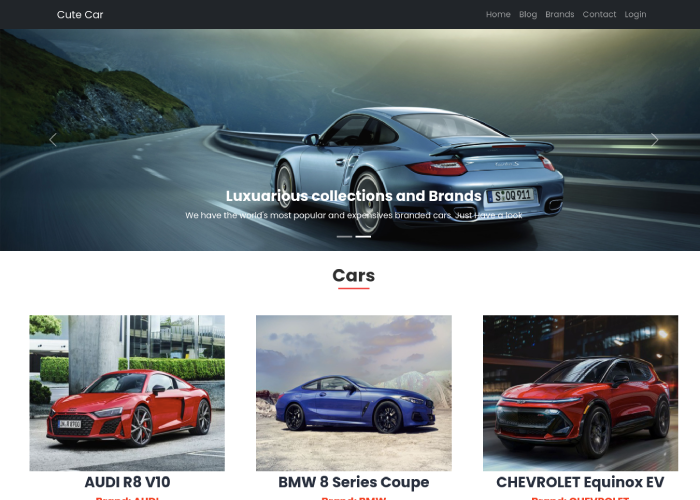 Cute Car
Home Blog Brands Contact Login
Turbo S
S·OQ 911
Luxuarious collections and Brands
We have the world's most popular and expensives branded cars. Just Have a look
Cars
AUDI R8 V10
BMW 8 Series Coupe
CHEVROLET Equinox EV
Brand: AUDI
Brand: BMW
Brand: CHEVROLET